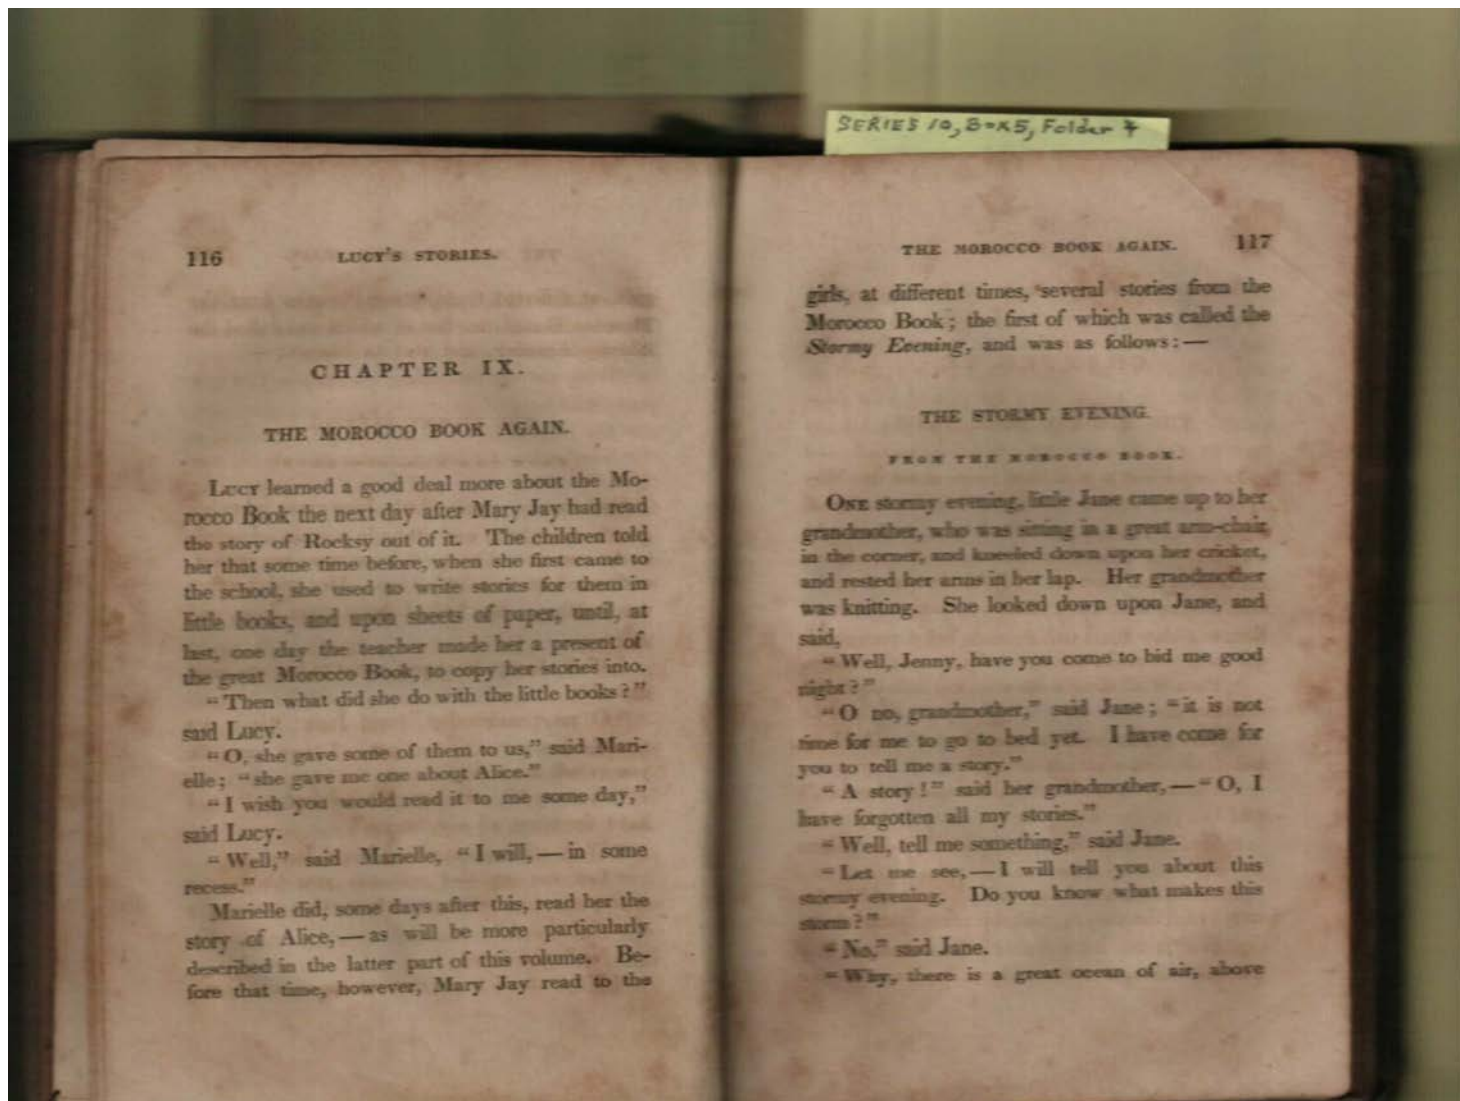 SERIES 10, Box 5, Folder 7
116 LUCY'S STORIES.
CHAPTER IX.
THE MOROCCO BOOK AGAIN.
LUCY learned a good deal more about the Mo-
rocco Book the next day after Mary Jay had read
the story of Rocksy out of it. The children told
her that some time before, when she first came to
the school, she used to write stories for them in
little books, and upon sheets of paper, until, at
last, one day the teacher made her a present of
the great Morocco Book, to copy her stories into.
"Then what did she do with the little books?"
said Lucy.
"O, she gave some of them to us," said Mari-
elle; "she gave me one about Alice."
"I wish you would read it to me some day,"
said Lucy.
"Well," said Marielle, "I will,—in some
recess."
Marielle did, some days after this, read her the
story of Alice,—as will be more particularly
described in the latter part of this volume. Be-
fore that time, however, Mary Jay read to the
THE MOROCCO BOOK AGAIN. 117
girls, at different times, several stories from the
Morocco Book; the first of which was called the
Stormy Evening, and was as follows:—
THE STORMY EVENING.
FROM THE MOROCCO BOOK.
ONE stormy evening, little Jane came up to her
grandmother, who was sitting in a great arm-chair
in the corner, and kneeled down upon her cricket,
and rested her arms in her lap. Her grandmother
was knitting. She looked down upon Jane, and
said,
"Well, Jenny, have you come to bid me good
night?"
"O no, grandmother," said Jane; "it is not
time for me to go to bed yet. I have come for
you to tell me a story."
"A story!" said her grandmother,—"O, I
have forgotten all my stories."
"Well, tell me something," said Jane.
"Let me see,—I will tell you about this
stormy evening. Do you know what makes this
storm?"
"No," said Jane.
"Why, there is a great ocean of air, above